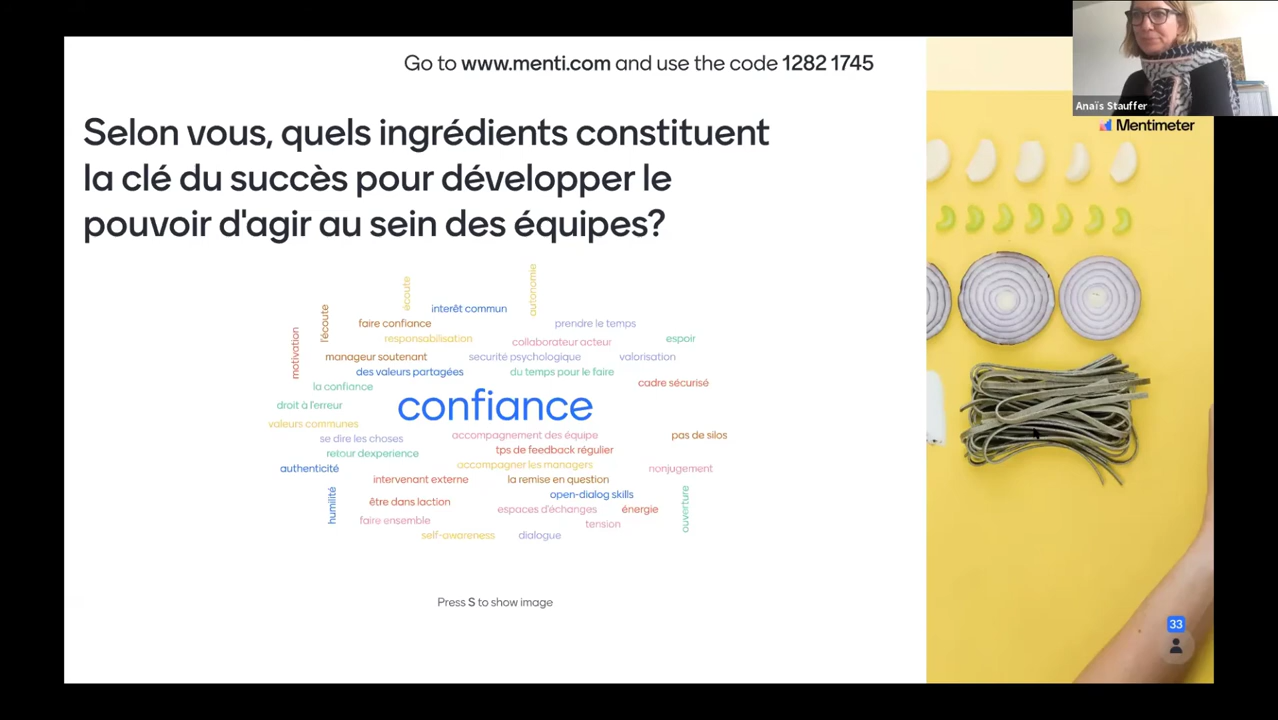 Go to www.menti.com and use the code 1282 1745
Anaïs Stauffer
Mentimeter
Selon vous, quels ingrédients constituent
la clé du succès pour développer le
pouvoir d'agir au sein des équipes?
écoute
autonomie
l'écoute
interêt commun
motivation
faire confiance
prendre le temps
responsabilisation
collaborateur acteur
espoir
manageur soutenant
securité psychologique
valorisation
des valeurs partagées
du temps pour le faire
la confiance
cadre sécurisé
droit à l'erreur
confiance
valeurs communes
se dire les choses
accompagnement des équipe
pas de silos
retour dexperience
tps de feedback régulier
authenticité
accompagner les managers
nonjugement
intervenant externe
la remise en question
humilité
open-dialog skills
ouverture
être dans laction
espaces d'échanges
énergie
faire ensemble
tension
self-awareness
dialogue
Press S to show image
33